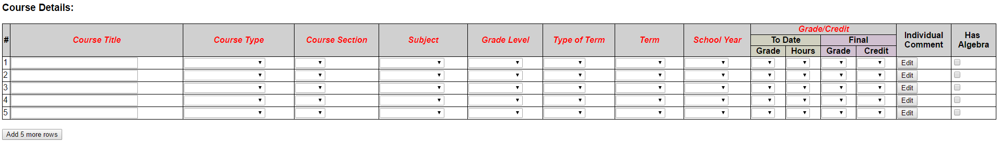 Course Details:
# Course Title Course Type Course Section Subject Grade Level Type of Term Term School Year Grade/Credit Individual Comment Has Algebra
To Date Final
Grade Hours Grade Credit
1 Edit
2 Edit
3 Edit
4 Edit
5 Edit
Add 5 more rows